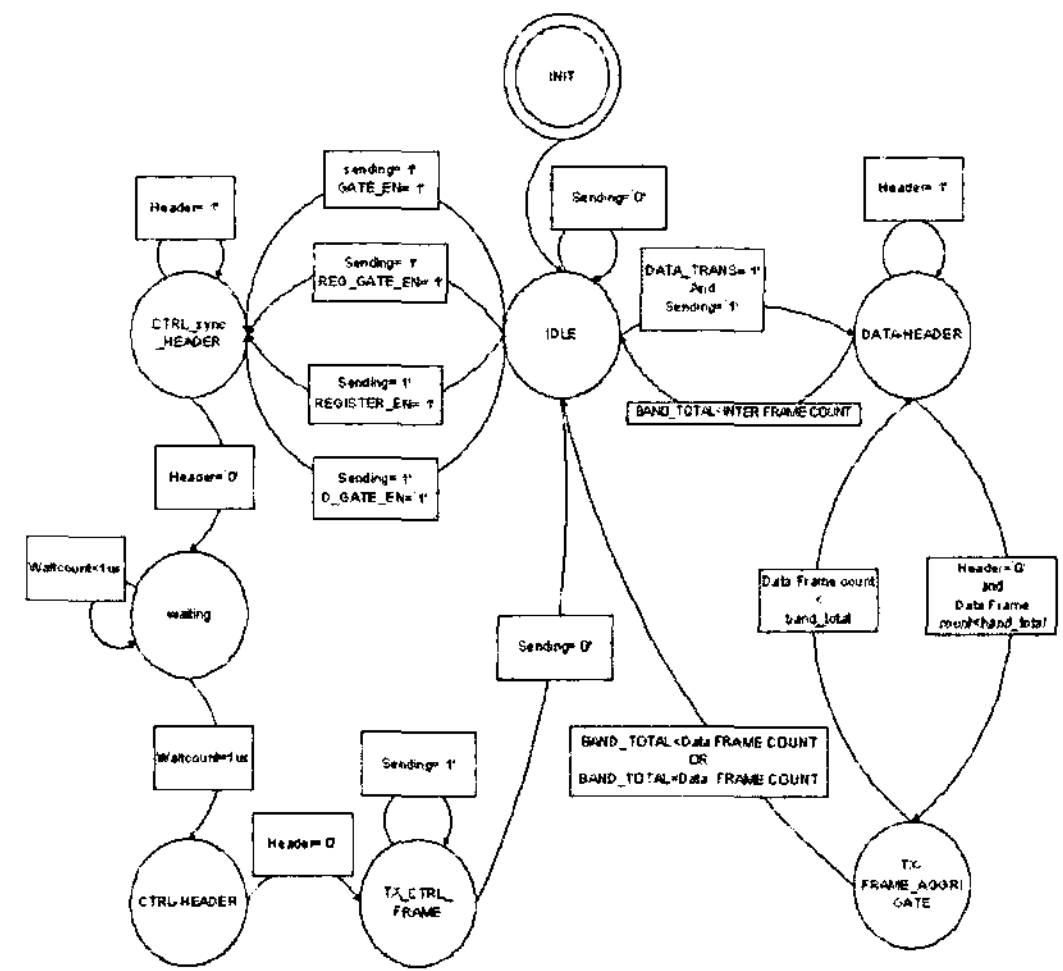 INIT
sending= '1'
GATE_EN= '1'
Header= '1'
Sending='0'
Header= '1'
Sending= '1'
REG_GATE_EN= '1'
DATA_TRANS= '1'
And
Sending= '1'
CTRL_sync
_HEADER
IDLE
DATA-HEADER
Sending= '1'
REGISTER_EN= '1'
BAND_TOTAL<INTER FRAME COUNT
Header='0'
Sending= '1'
D_GATE_EN= '1'
Waitcount<1us
waiting
Data Frame count
<
band_total
Header='0'
and
Data Frame
count<band_total
Sending='0'
Waitcount=1us
BAND_TOTAL<Data FRAME COUNT
OR
BAND_TOTAL=Data FRAME COUNT
Sending= '1'
Header='0'
CTRL-HEADER
TX_CTRL_
FRAME
TX-
FRAME_AGGRI
GATE